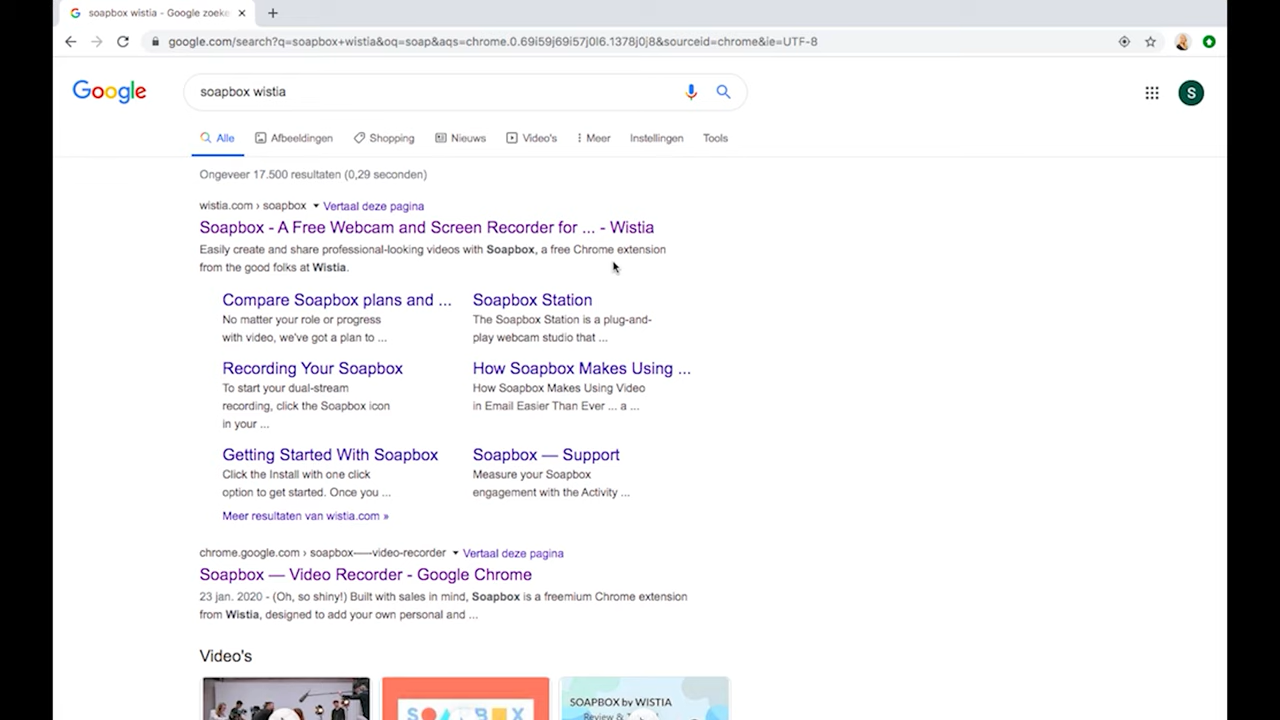 soapbox wistia - Google zoeke
google.com/search?q=soapbox+wistia&oq=soap&aqs=chrome.0.69i59j69i57j0l6.1378j0j8&sourceid=chrome&ie=UTF-8
Google
soapbox wistia
S
Alle Afbeeldingen Shopping Nieuws Video's Meer Instellingen Tools
Ongeveer 17.500 resultaten (0,29 seconden)
wistia.com › soapbox ▾ Vertaal deze pagina
Soapbox - A Free Webcam and Screen Recorder for ... - Wistia
Easily create and share professional-looking videos with Soapbox, a free Chrome extension
from the good folks at Wistia.
Compare Soapbox plans and ...
No matter your role or progress
with video, we've got a plan to ...
Soapbox Station
The Soapbox Station is a plug-and-
play webcam studio that ...
Recording Your Soapbox
To start your dual-stream
recording, click the Soapbox icon
in your ...
How Soapbox Makes Using ...
How Soapbox Makes Using Video
in Email Easier Than Ever ... a ...
Getting Started With Soapbox
Click the Install with one click
option to get started. Once you ...
Soapbox — Support
Measure your Soapbox
engagement with the Activity ...
Meer resultaten van wistia.com »
chrome.google.com › soapbox-—-video-recorder ▾ Vertaal deze pagina
Soapbox — Video Recorder - Google Chrome
23 jan. 2020 - (Oh, so shiny!) Built with sales in mind, Soapbox is a freemium Chrome extension
from Wistia, designed to add your own personal and ...
Video's
SOAPBOX
SOAPBOX by WISTIA
Review &